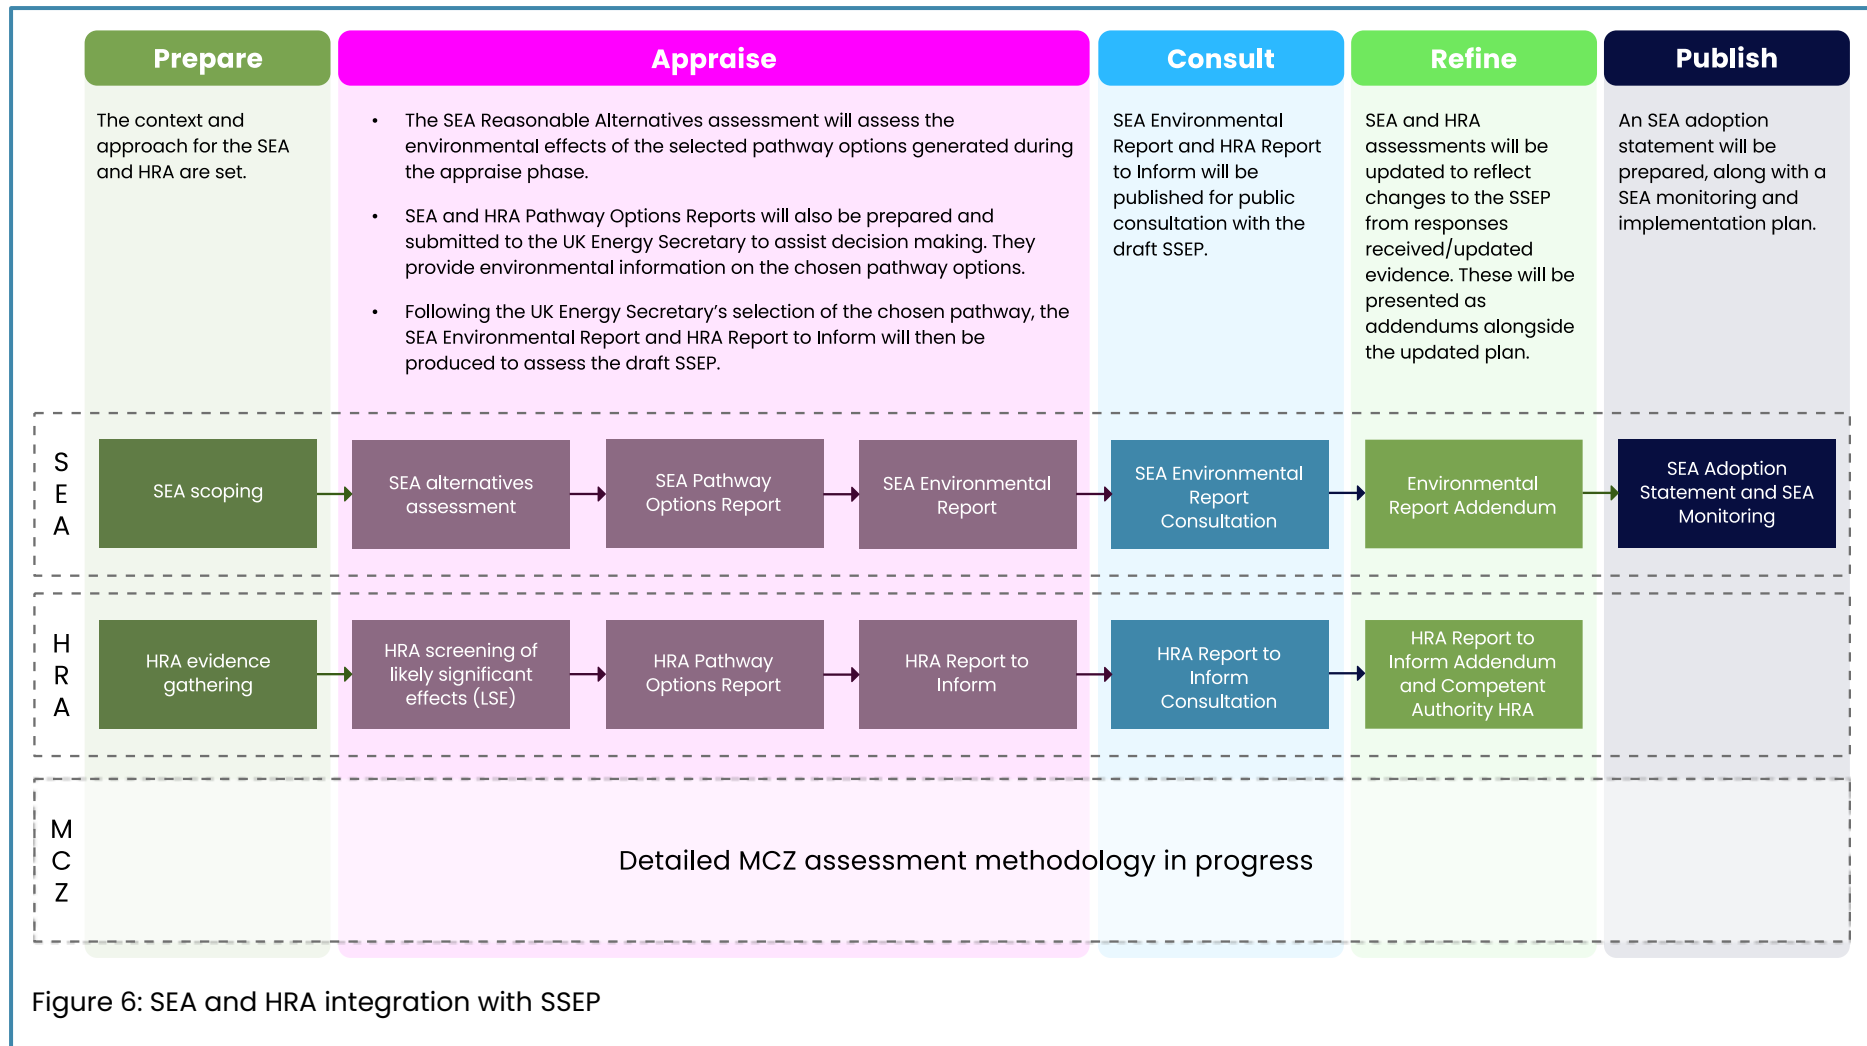 Prepare
Appraise
Consult
Refine
Publish
The context and
approach for the SEA
and HRA are set.
• The SEA Reasonable Alternatives assessment will assess the
environmental effects of the selected pathway options generated during
the appraise phase.
• SEA and HRA Pathway Options Reports will also be prepared and
submitted to the UK Energy Secretary to assist decision making. They
provide environmental information on the chosen pathway options.
• Following the UK Energy Secretary’s selection of the chosen pathway, the
SEA Environmental Report and HRA Report to Inform will then be
produced to assess the draft SSEP.
SEA Environmental
Report and HRA Report
to Inform will be
published for public
consultation with the
draft SSEP.
SEA and HRA
assessments will be
updated to reflect
changes to the SSEP
from responses
received/updated
evidence. These will be
presented as
addendums alongside
the updated plan.
An SEA adoption
statement will be
prepared, along with a
SEA monitoring and
implementation plan.
S
E
A
SEA scoping
SEA alternatives
assessment
SEA Pathway
Options Report
SEA Environmental
Report
SEA Environmental
Report
Consultation
Environmental
Report Addendum
SEA Adoption
Statement and SEA
Monitoring
H
R
A
HRA evidence
gathering
HRA screening of
likely significant
effects (LSE)
HRA Pathway
Options Report
HRA Report to
Inform
HRA Report to
Inform
Consultation
HRA Report to
Inform Addendum
and Competent
Authority HRA
M
C
Z
Detailed MCZ assessment methodology in progress
Figure 6: SEA and HRA integration with SSEP